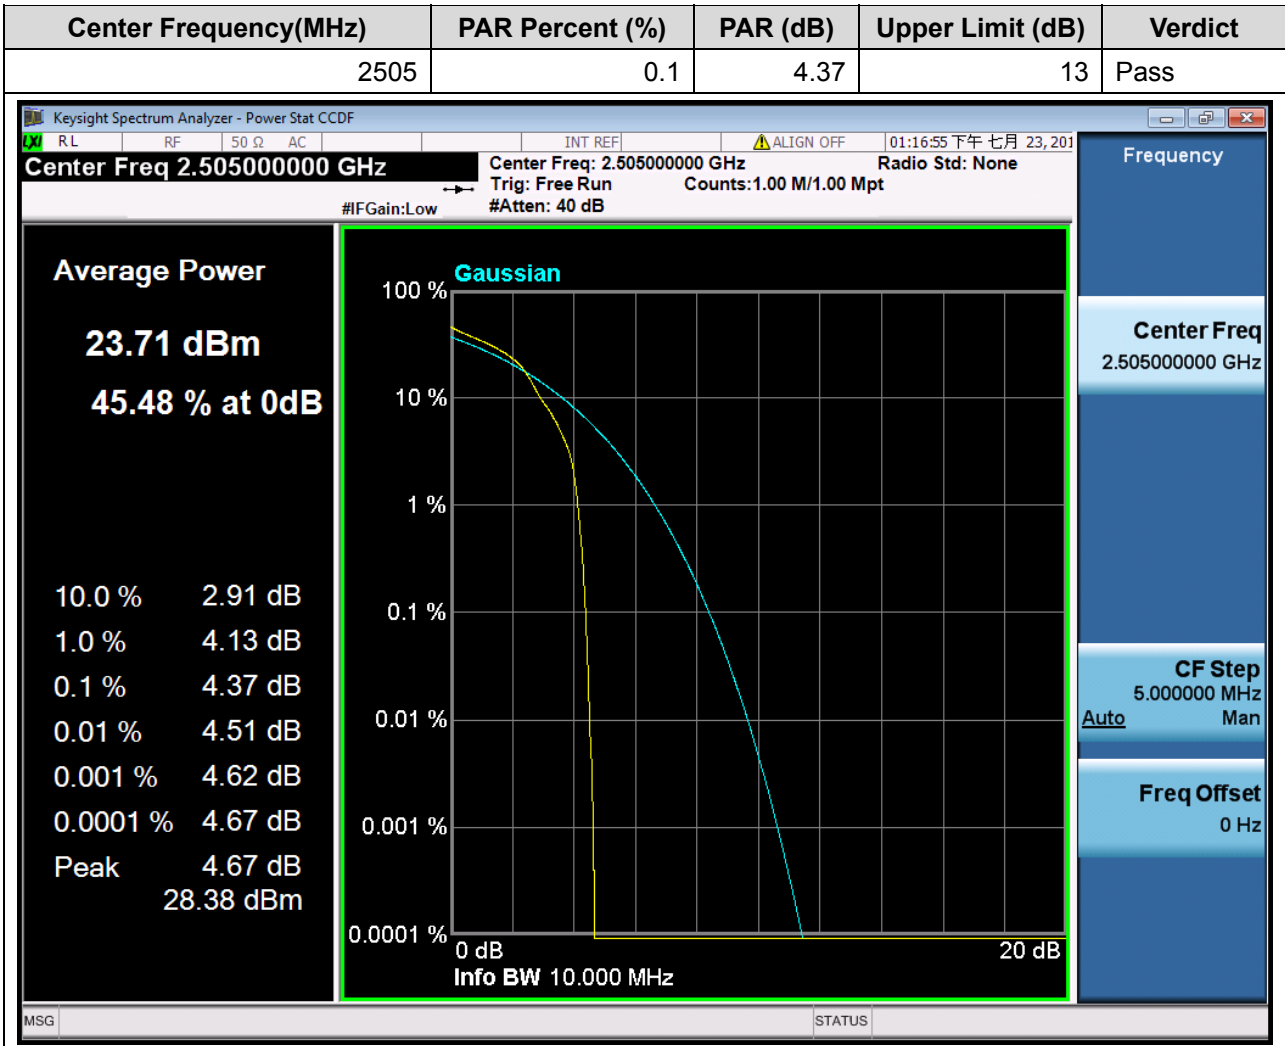 Center Frequency(MHz) PAR Percent (%) PAR (dB) Upper Limit (dB) Verdict
2505 0.1 4.37 13 Pass
Keysight Spectrum Analyzer - Power Stat CCDF
LXI RL RF 50 Ω AC INT REF ALIGN OFF 01:16:55 下午 七月 23, 201
Center Freq 2.505000000 GHz
Center Freq: 2.505000000 GHz Radio Std: None
Trig: Free Run Counts:1.00 M/1.00 Mpt
#IFGain:Low #Atten: 40 dB
Average Power
23.71 dBm
45.48 % at 0dB
10.0 % 2.91 dB
1.0 % 4.13 dB
0.1 % 4.37 dB
0.01 % 4.51 dB
0.001 % 4.62 dB
0.0001 % 4.67 dB
Peak 4.67 dB
28.38 dBm
Gaussian
100 %
10 %
1 %
0.1 %
0.01 %
0.001 %
0.0001 %
0 dB 20 dB
Info BW 10.000 MHz
Frequency
Center Freq
2.505000000 GHz
CF Step
5.000000 MHz
Auto Man
Freq Offset
0 Hz
MSG STATUS